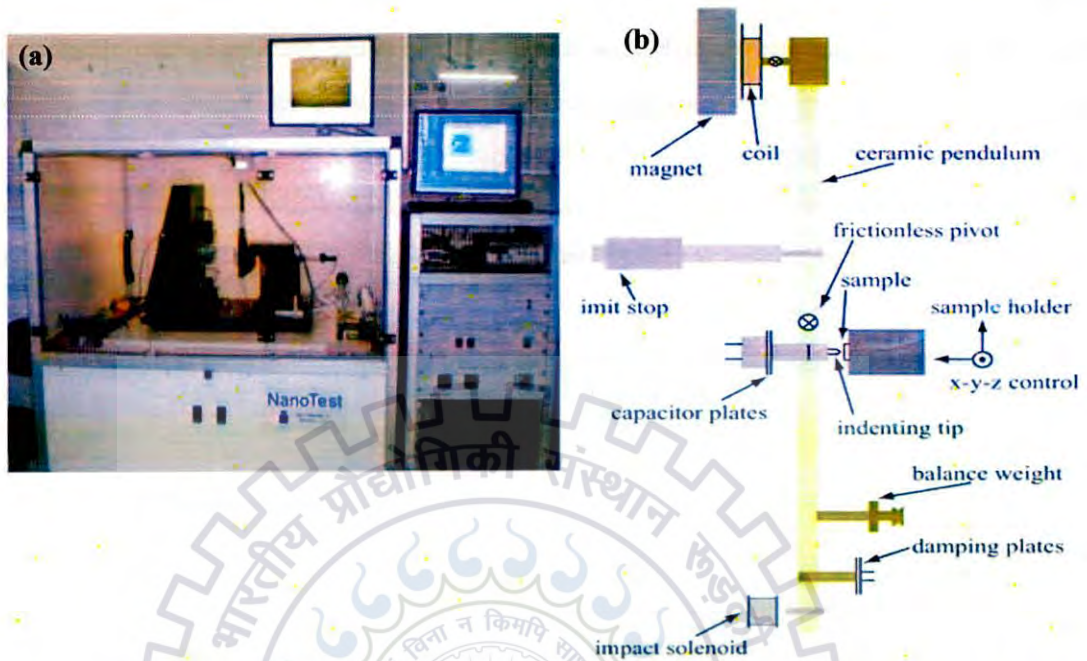 (a)
NanoTest
(b)
magnet
coil
ceramic pendulum
frictionless pivot
imit stop
sample
sample holder
x-y-z control
capacitor plates
indenting tip
balance weight
damping plates
impact solenoid
भारतीय प्रौद्योगिकी संस्थान रूड़की
विना न किमपि